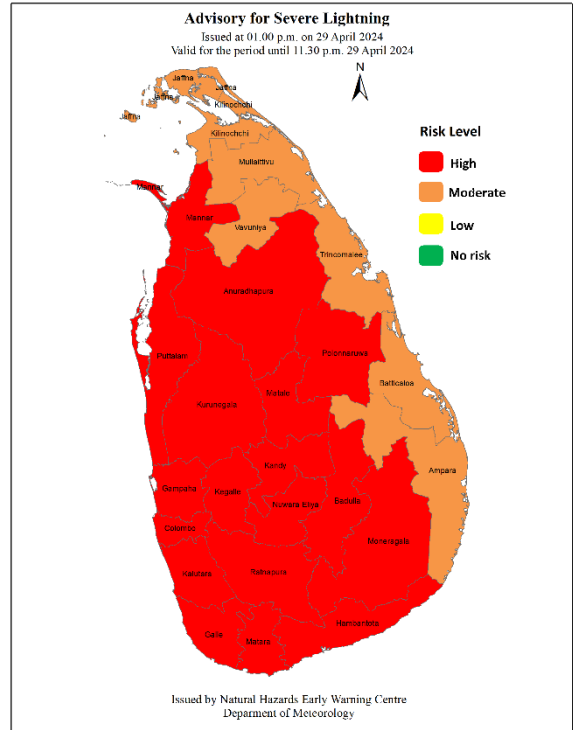 Advisory for Severe Lightning
Issued at 01.00 p.m. on 29 April 2024
Valid for the period until 11.30 p.m. 29 April 2024
N
Jaffna
Jaffna
Jaffna
Kilinochchi
Jaffna
Kilinochchi
Mullaittivu
Mannar
Mannar
Vavuniya
Trincomalee
Anuradhapura
Puttalam
Polonnaruwa
Batticaloa
Kurunegala
Matale
Kandy
Ampara
Gampaha
Kegalle
Nuwara Eliya
Badulla
Colombo
Moneragala
Kalutara
Ratnapura
Hambantota
Galle
Matara
Risk Level
High
Moderate
Low
No risk
Issued by Natural Hazards Early Warning Centre
Deparment of Meteorology